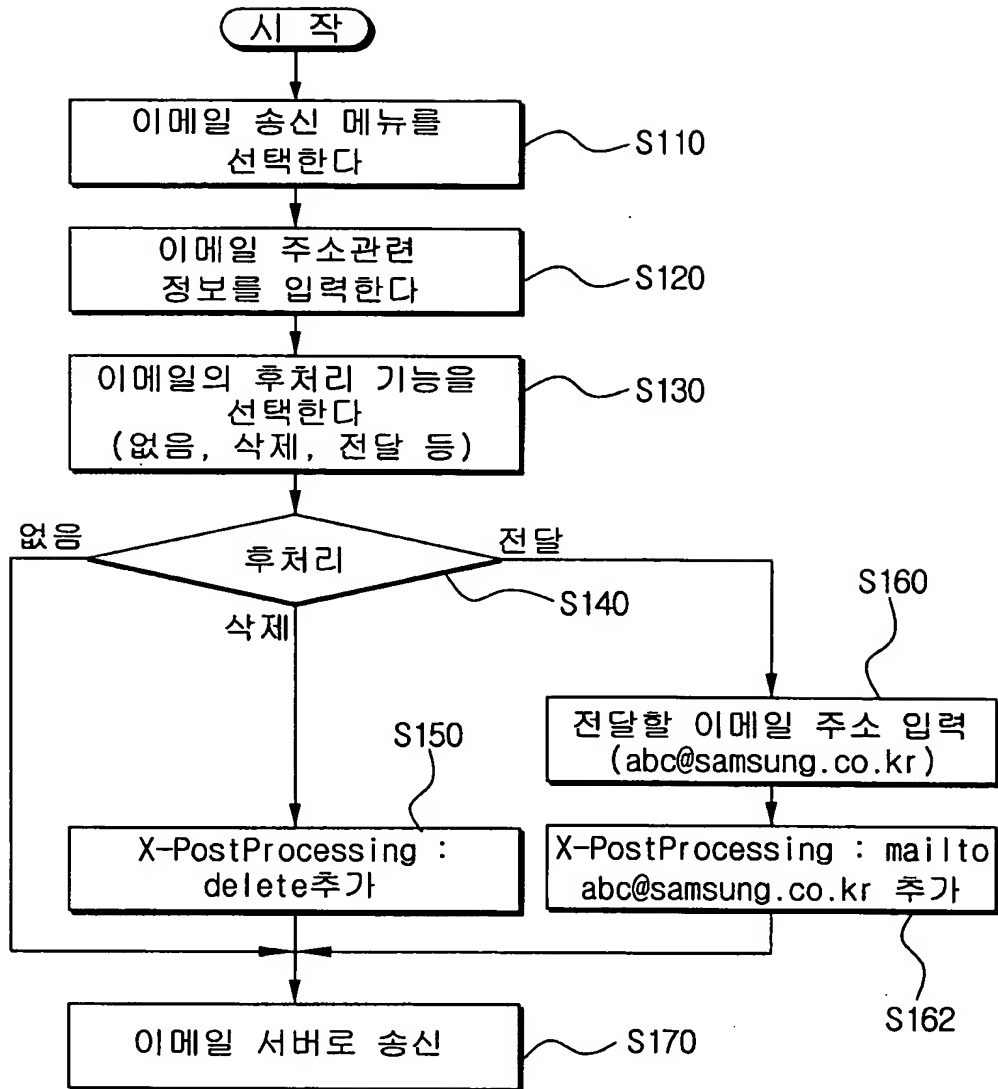 시 작
이메일 송신 메뉴를
선택한다
S110
이메일 주소관련
정보를 입력한다
S120
이메일의 후처리 기능을
선택한다
(없음, 삭제, 전달 등)
S130
없음
후처리
전달
S140
삭제
S160
전달할 이메일 주소 입력
(abc@samsung.co.kr)
S150
X-PostProcessing :
delete추가
X-PostProcessing : mailto
abc@samsung.co.kr 추가
S162
이메일 서버로 송신
S170